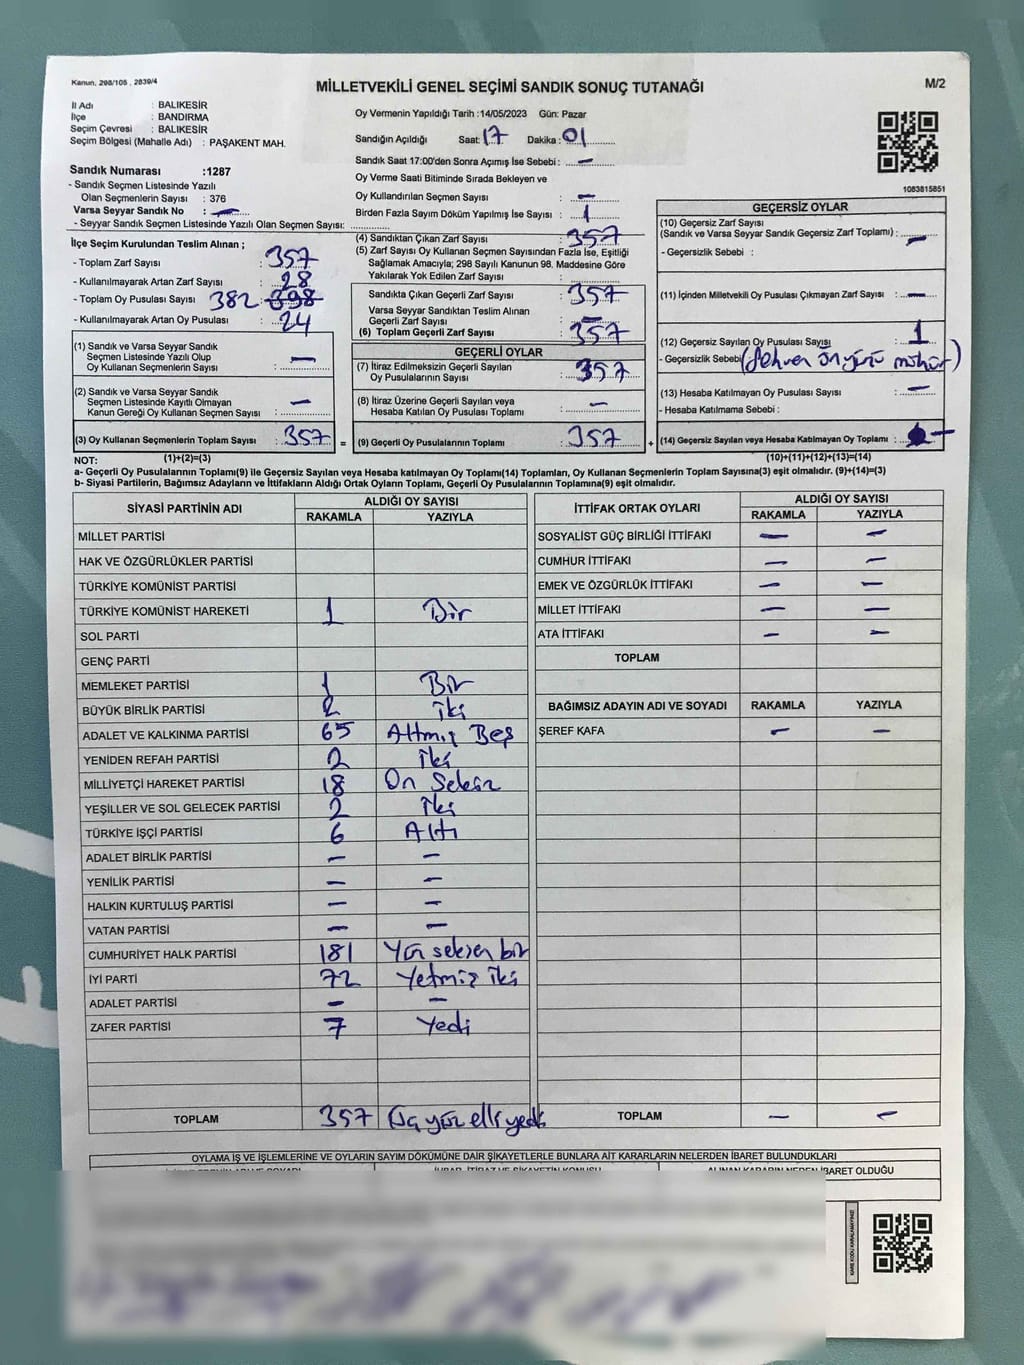 Kanun, 298/105 , 2839/4
MİLLETVEKİLİ GENEL SEÇİMİ SANDIK SONUÇ TUTANAĞI
M/2
İl Adı : BALIKESİR
İlçe : BANDIRMA
Seçim Çevresi : BALIKESİR
Seçim Bölgesi (Mahalle Adı) : PAŞAKENT MAH.
Sandık Numarası :1287
- Sandık Seçmen Listesinde Yazılı
Olan Seçmenlerin Sayısı : 376
Varsa Seyyar Sandık No : —
- Seyyar Sandık Seçmen Listesinde Yazılı Olan Seçmen Sayısı:
Oy Vermenin Yapıldığı Tarih :14/05/2023 Gün: Pazar
Sandığın Açıldığı Saat: 17 Dakika : 01
Sandık Saat 17:00'den Sonra Açımış İse Sebebi : —
Oy Verme Saati Bitiminde Sırada Bekleyen ve
Oy Kullandırılan Seçmen Sayısı : —
Birden Fazla Sayım Döküm Yapılmış İse Sayısı : 1
1083815851
İlçe Seçim Kurulundan Teslim Alınan ;
- Toplam Zarf Sayısı : 357
- Kullanılmayarak Artan Zarf Sayısı : 28
- Toplam Oy Pusulası Sayısı 382 : 398
- Kullanılmayarak Artan Oy Pusulası : 24
(1) Sandık ve Varsa Seyyar Sandık
Seçmen Listesinde Yazılı Olup
Oy Kullanan Seçmenlerin Sayısı : —
(2) Sandık ve Varsa Seyyar Sandık
Seçmen Listesinde Kayıtlı Olmayan
Kanun Gereği Oy Kullanan Seçmen Sayısı : —
(3) Oy Kullanan Seçmenlerin Toplam Sayısı : 357 =
(4) Sandıktan Çıkan Zarf Sayısı : 357
(5) Zarf Sayısı Oy Kullanan Seçmen Sayısından Fazla İse, Eşitliği
Sağlamak Amacıyla; 298 Sayılı Kanunun 98. Maddesine Göre
Yakılarak Yok Edilen Zarf Sayısı :
Sandıkta Çıkan Geçerli Zarf Sayısı : 357
Varsa Seyyar Sandıktan Teslim Alınan
Geçerli Zarf Sayısı : —
(6) Toplam Geçerli Zarf Sayısı : 357
GEÇERLİ OYLAR
(7) İtiraz Edilmeksizin Geçerli Sayılan
Oy Pusulalarının Sayısı : 357
(8) İtiraz Üzerine Geçerli Sayılan veya
Hesaba Katılan Oy Pusulası Toplamı : —
(9) Geçerli Oy Pusulalarının Toplamı : 357 +
GEÇERSİZ OYLAR
(10) Geçersiz Zarf Sayısı
(Sandık ve Varsa Seyyar Sandık Geçersiz Zarf Toplamı) : —
- Geçersizlik Sebebi :
(11) İçinden Milletvekili Oy Pusulası Çıkmayan Zarf Sayısı : —
(12) Geçersiz Sayılan Oy Pusulası Sayısı : 1
- Geçersizlik Sebebi
(13) Hesaba Katılmayan Oy Pusulası Sayısı : —
- Hesaba Katılmama Sebebi :
(14) Geçersiz Sayılan veya Hesaba Katılmayan Oy Toplamı : —
NOT: (1)+(2)=(3) (10)+(11)+(12)+(13)=(14)
a- Geçerli Oy Pusulalarının Toplamı(9) ile Geçersiz Sayılan veya Hesaba katılmayan Oy Toplamı(14) Toplamları, Oy Kullanan Seçmenlerin Toplam Sayısına(3) eşit olmalıdır. (9)+(14)=(3)
b- Siyasi Partilerin, Bağımsız Adayların ve İttifakların Aldığı Ortak Oyların Toplamı, Geçerli Oy Pusulalarının Toplamına(9) eşit olmalıdır.
SİYASİ PARTİNİN ADI ALDIĞI OY SAYISI
RAKAMLA YAZIYLA
MİLLET PARTİSİ
HAK VE ÖZGÜRLÜKLER PARTİSİ
TÜRKİYE KOMÜNİST PARTİSİ
TÜRKİYE KOMÜNİST HAREKETİ 1 Bir
SOL PARTİ
GENÇ PARTİ
MEMLEKET PARTİSİ 1 Bir
BÜYÜK BİRLİK PARTİSİ 2 iki
ADALET VE KALKINMA PARTİSİ 65 Altmış Beş
YENİDEN REFAH PARTİSİ 2 İki
MİLLİYETÇİ HAREKET PARTİSİ 18 On Sekiz
YEŞİLLER VE SOL GELECEK PARTİSİ 2 İki
TÜRKİYE İŞÇİ PARTİSİ 6 Altı
ADALET BİRLİK PARTİSİ — —
YENİLİK PARTİSİ — —
HALKIN KURTULUŞ PARTİSİ — —
VATAN PARTİSİ — —
CUMHURİYET HALK PARTİSİ 181 Yüz seksen bir
İYİ PARTİ 72 Yetmiş iki
ADALET PARTİSİ — —
ZAFER PARTİSİ 7 Yedi
TOPLAM 357 Üç yüz elli yedi
İTTİFAK ORTAK OYLARI ALDIĞI OY SAYISI
RAKAMLA YAZIYLA
SOSYALİST GÜÇ BİRLİĞİ İTTİFAKI — —
CUMHUR İTTİFAKI — —
EMEK VE ÖZGÜRLÜK İTTİFAKI — —
MİLLET İTTİFAKI — —
ATA İTTİFAKI — —
TOPLAM
BAĞIMSIZ ADAYIN ADI VE SOYADI RAKAMLA YAZIYLA
ŞEREF KAFA — —
TOPLAM — —
OYLAMA İŞ VE İŞLEMLERİNE VE OYLARIN SAYIM DÖKÜMÜNE DAİR ŞİKAYETLERLE BUNLARA AİT KARARLARIN NELERDEN İBARET BULUNDUKLARI
ALINAN KARARIN NEDEN İBARET OLDUĞU
KARE KODU KARALAMAYINIZ